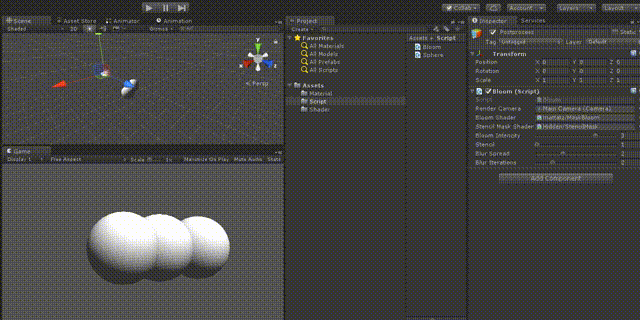 Collab Account Layers Layout
Scene Asset Store Animator Animation
Shaded 2D Gizmos All
Y X
Persp
Game
Display 1 Free Aspect Scale 1x Maximize On Play Mute Audio Stats
Project
Create
Favorites
All Materials
All Models
All Prefabs
All Scripts
Assets
Material
Script
Shader
Assets Script
Bloom
Sphere
Inspector Services
Postprocess Static
Tag Untagged Layer Default
Transform
Position X 0 Y 0 Z 0
Rotation X 0 Y 0 Z 0
Scale X 1 Y 1 Z 1
Bloom (Script)
Script Bloom
Render Camera Main Camera (Camera)
Bloom Shader
Stencil Mask Shader Hidden/StencilMask
Bloom Intensity 3
Stencil 1
Blur Spread 2
Blur Iterations 2
Add Component